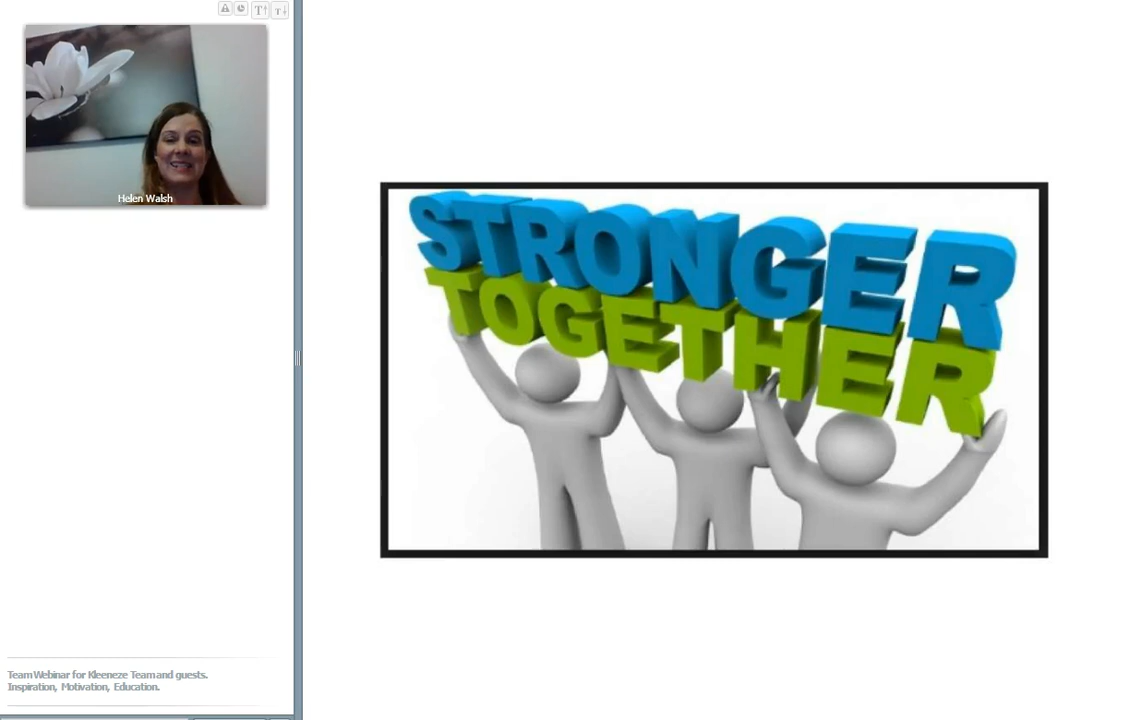 T↑ T↓
Helen Walsh
STRONGER
TOGETHER
Team Webinar for Kleeneze Team and guests.
Inspiration, Motivation, Education.